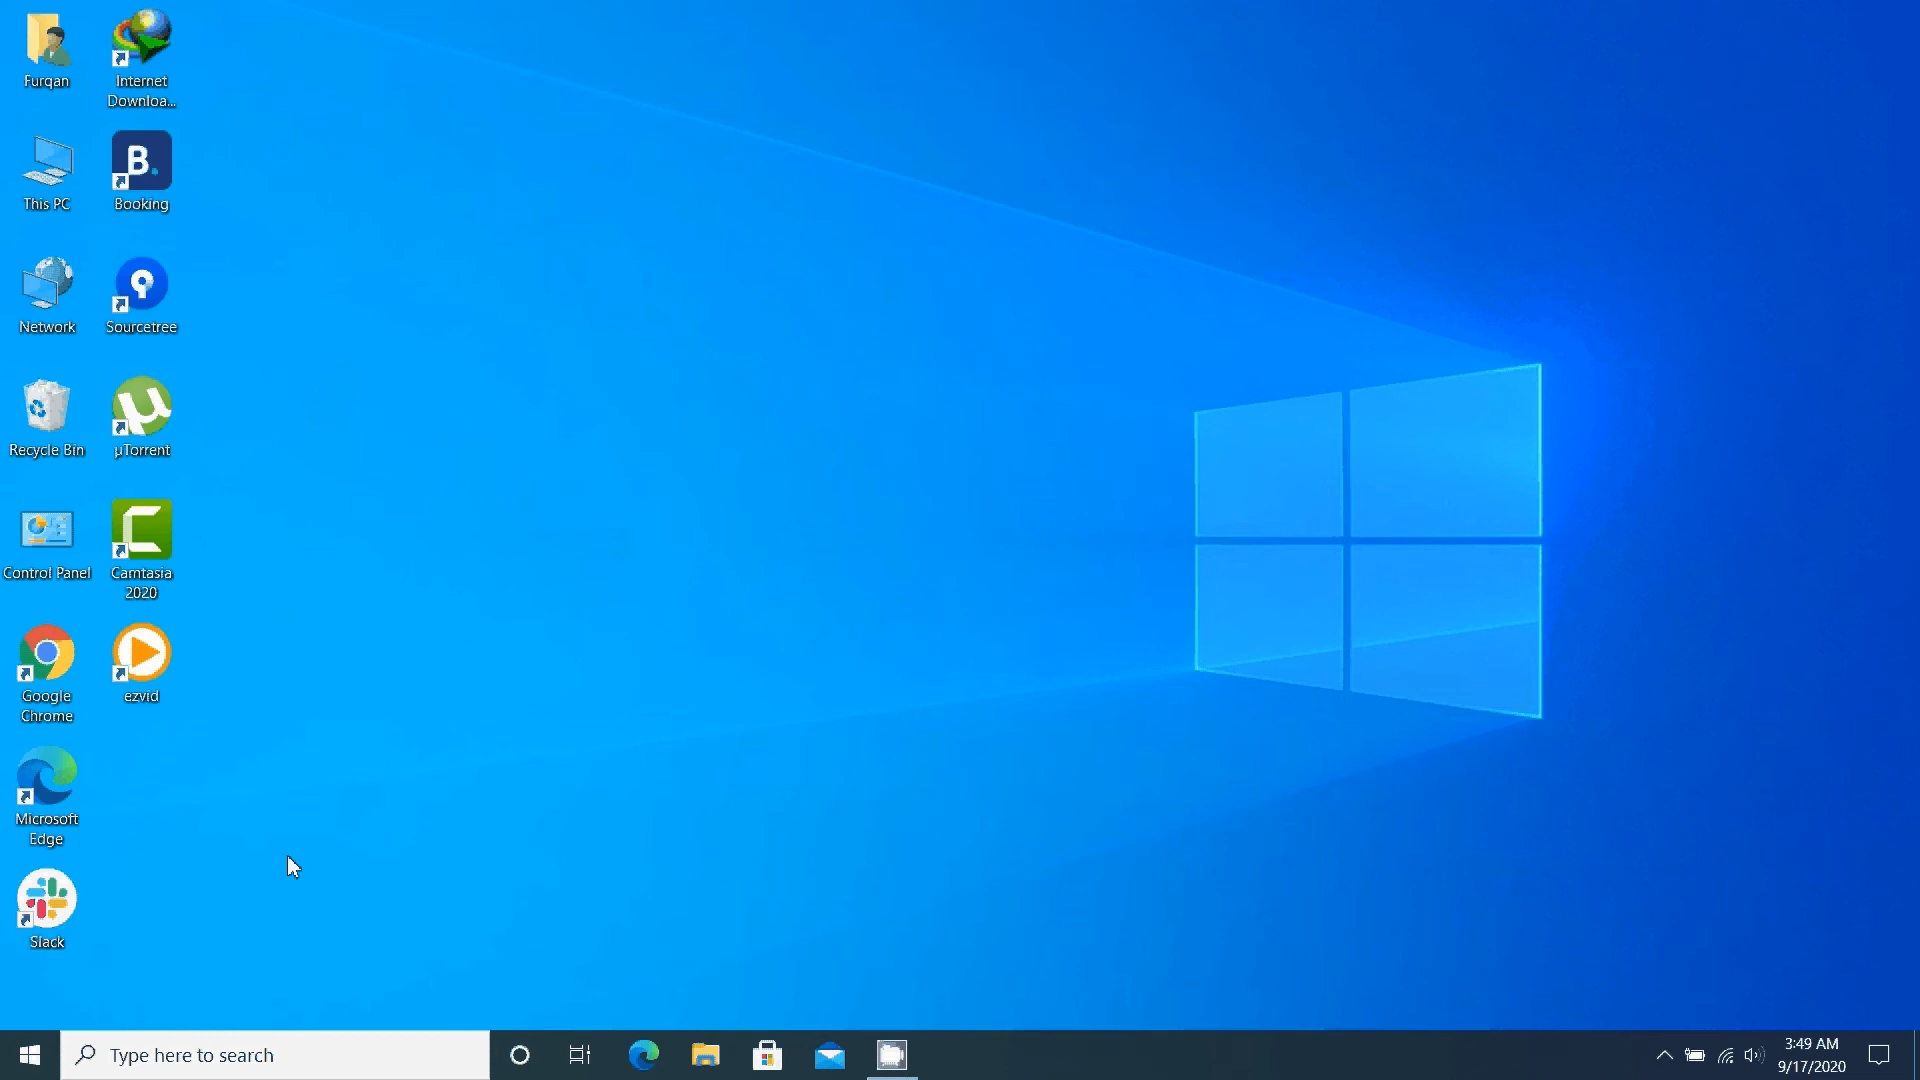 Furqan
Internet
Downloa...
This PC
B.
Booking
Network
Sourcetree
Recycle Bin
µ
µTorrent
Control Panel
Camtasia
2020
Google
Chrome
ezvid
Microsoft
Edge
Slack
Type here to search
3:49 AM
9/17/2020